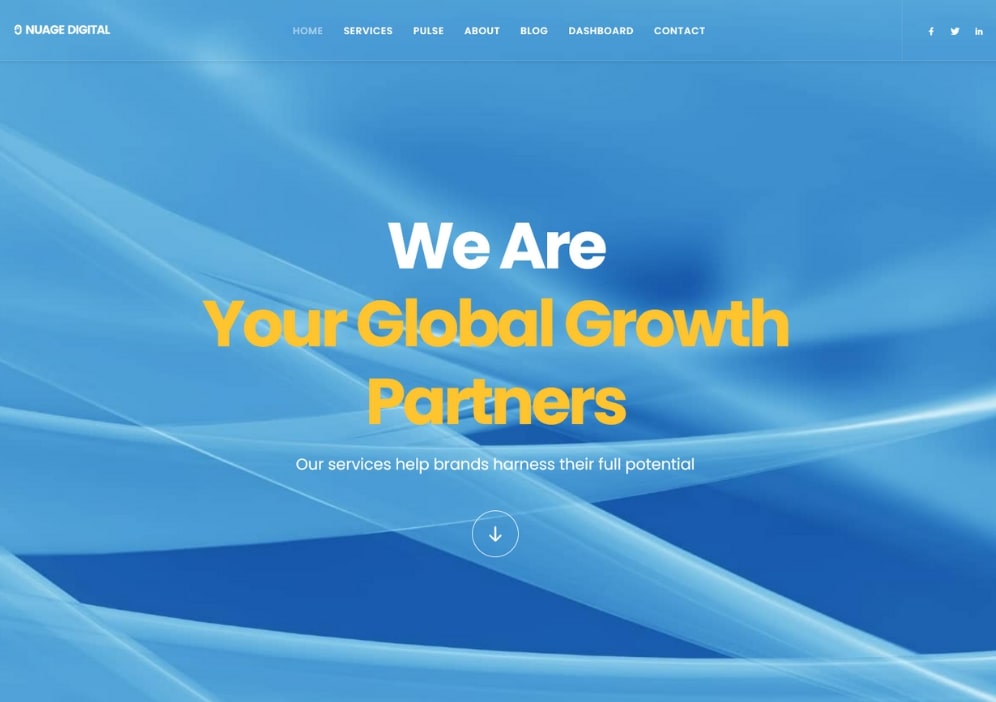 NUAGE DIGITAL
HOME SERVICES PULSE ABOUT BLOG DASHBOARD CONTACT
We Are
Your Global Growth
Partners
Our services help brands harness their full potential